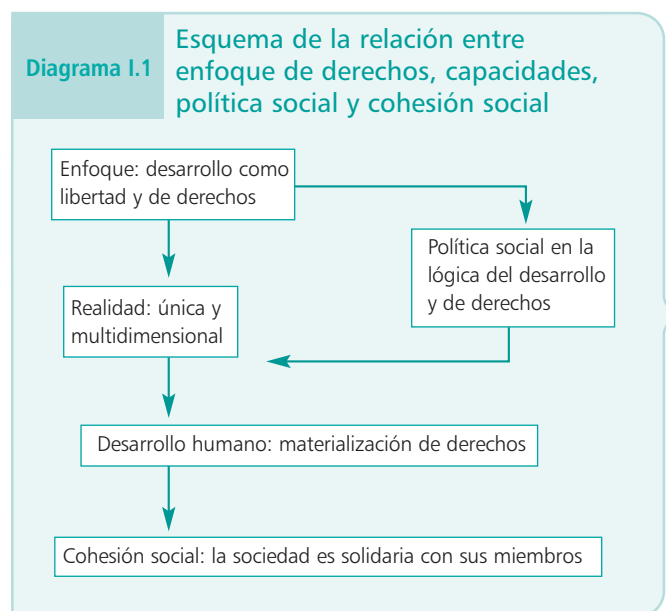 Diagrama I.1
Esquema de la relación entre
enfoque de derechos, capacidades,
política social y cohesión social
Enfoque: desarrollo como
libertad y de derechos
Política social en la
lógica del desarrollo
y de derechos
Realidad: única y
multidimensional
Desarrollo humano: materialización de derechos
Cohesión social: la sociedad es solidaria con sus miembros